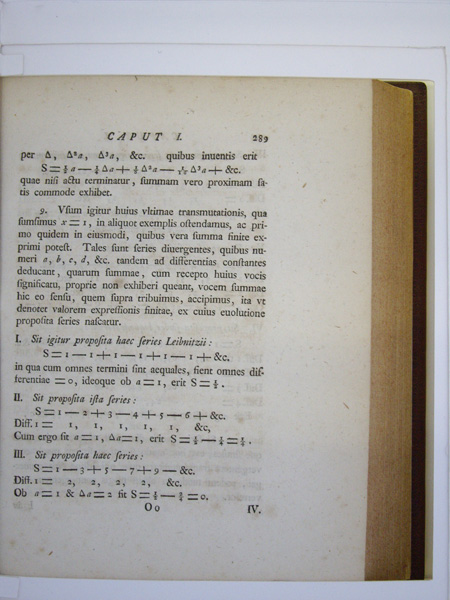 CAPUT I. 289
per Δ, Δ²a, Δ³a, &c. quibus inuentis erit
S = ½a − ¼Δa + ⅛Δ²a − 1/16Δ³a + &c.
quae nisi actu terminatur, summam vero proximam sa-
tis commode exhibet.
9. Vsum igitur huius vltimae transmutationis, qua
sumsimus x = 1, in aliquot exemplis ostendamus, ac pri-
mo quidem in eiusmodi, quibus vera summa finite ex-
primi potest. Tales sunt series diuergentes, quibus nu-
meri a, b, c, d, &c. tandem ad differentias constantes
deducant, quarum summae, cum recepto huius vocis
significatu, proprie non exhiberi queant, vocem summae
hic eo sensu, quem supra tribuimus, accipimus, ita vt
denotet valorem expressionis finitae, ex cuius euolutione
proposita series nascatur.
I. Sit igitur proposita haec series Leibnitzii:
S = 1 − 1 + 1 − 1 + 1 − 1 + &c.
in qua cum omnes termini sint aequales, fient omnes dif-
ferentiae = 0, ideoque ob a = 1, erit S = ½.
II. Sit proposita ista series:
S = 1 − 2 + 3 − 4 + 5 − 6 + &c.
Diff. 1 = 1, 1, 1, 1, 1, &c,
Cum ergo sit a = 1, Δa = 1, erit S = ½ − ¼ = ¼.
III. Sit proposita haec series:
S = 1 − 3 + 5 − 7 + 9 − &c.
Diff. 1 = 2, 2, 2, 2, &c.
Ob a = 1 & Δa = 2 fit S = ½ − 2/4 = 0.
Oo IV.